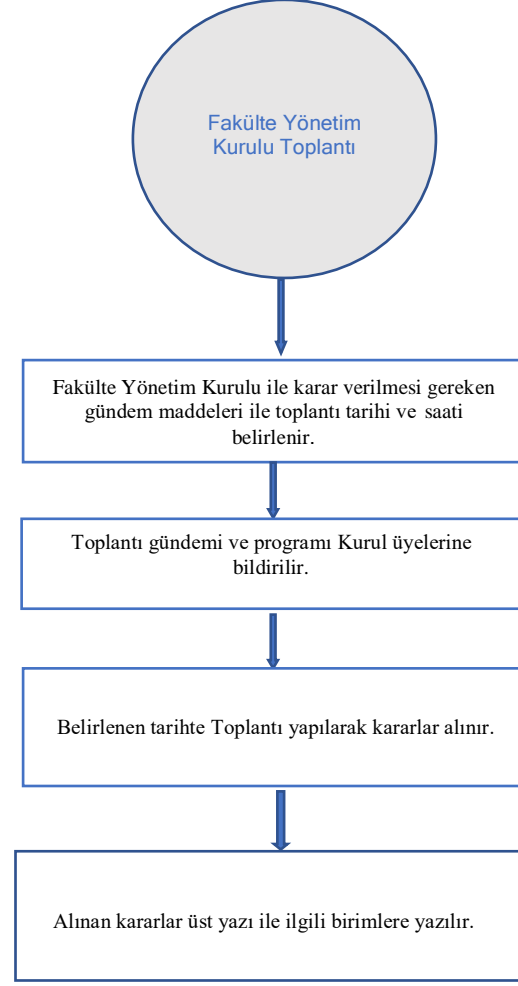 Fakülte Yönetim
Kurulu Toplantı
Fakülte Yönetim Kurulu ile karar verilmesi gereken
gündem maddeleri ile toplantı tarihi ve saati
belirlenir.
Toplantı gündemi ve programı Kurul üyelerine
bildirilir.
Belirlenen tarihte Toplantı yapılarak kararlar alınır.
Alınan kararlar üst yazı ile ilgili birimlere yazılır.